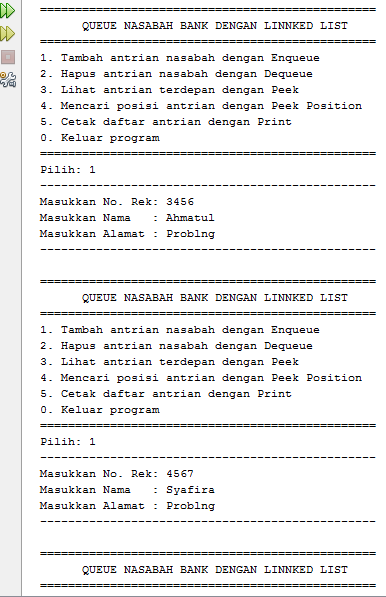 ================================================
QUEUE NASABAH BANK DENGAN LINNKED LIST
================================================
1. Tambah antrian nasabah dengan Enqueue
2. Hapus antrian nasabah dengan Dequeue
3. Lihat antrian terdepan dengan Peek
4. Mencari posisi antrian dengan Peek Position
5. Cetak daftar antrian dengan Print
0. Keluar program
================================================
Pilih: 1
------------------------------------------------
Masukkan No. Rek: 3456
Masukkan Nama   : Ahmatul
Masukkan Alamat : Problng
------------------------------------------------
================================================
QUEUE NASABAH BANK DENGAN LINNKED LIST
================================================
1. Tambah antrian nasabah dengan Enqueue
2. Hapus antrian nasabah dengan Dequeue
3. Lihat antrian terdepan dengan Peek
4. Mencari posisi antrian dengan Peek Position
5. Cetak daftar antrian dengan Print
0. Keluar program
================================================
Pilih: 1
------------------------------------------------
Masukkan No. Rek: 4567
Masukkan Nama   : Syafira
Masukkan Alamat : Problng
------------------------------------------------
================================================
QUEUE NASABAH BANK DENGAN LINNKED LIST
================================================